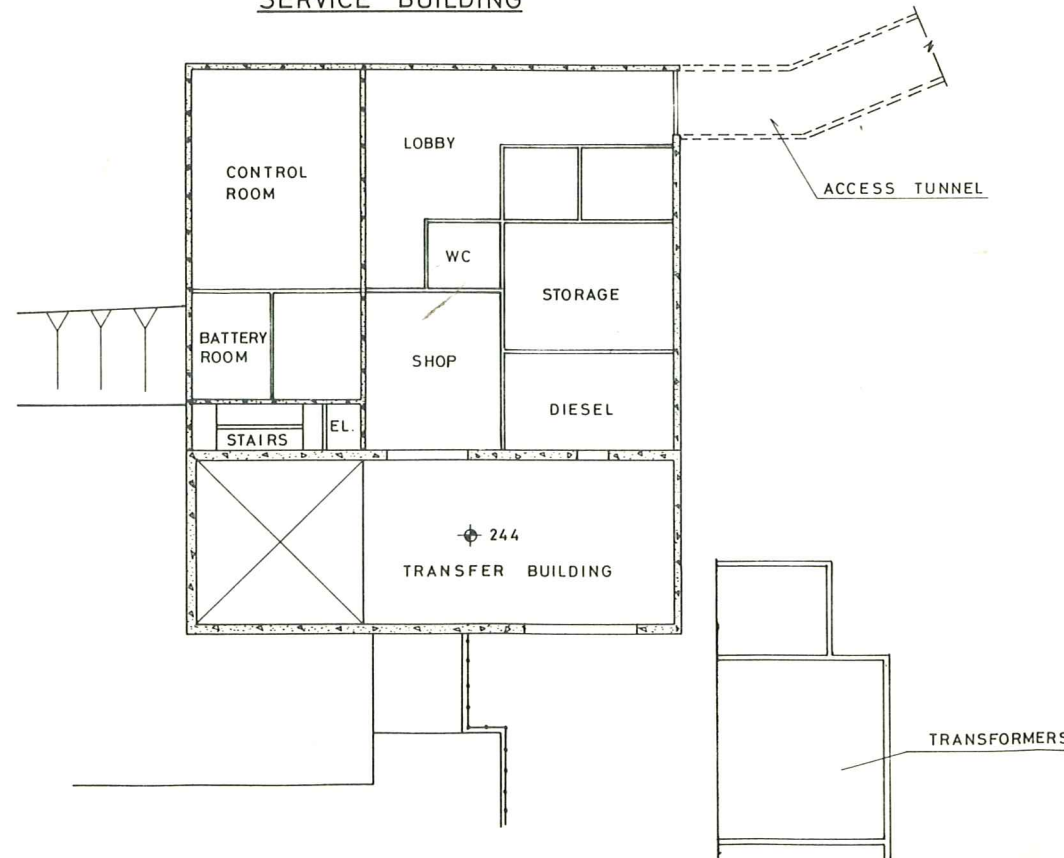 SERVICE BUILDING
LOBBY
CONTROL
ROOM
ACCESS TUNNEL
WC
STORAGE
BATTERY
ROOM
SHOP
DIESEL
EL.
STAIRS
244
TRANSFER BUILDING
TRANSFORMERS